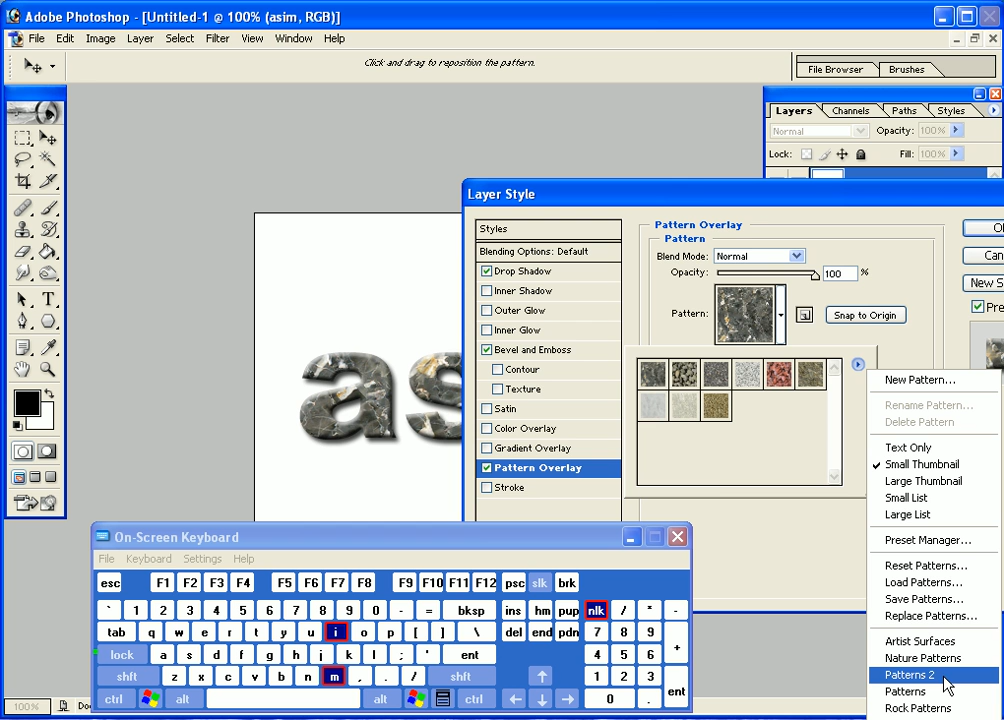 Adobe Photoshop - [Untitled-1 @ 100% (asim, RGB)]
File Edit Image Layer Select Filter View Window Help
Click and drag to reposition the pattern.
File Browser Brushes
Layers Channels Paths Styles
Normal Opacity: 100%
Lock: Fill: 100%
Layer Style
Styles
Blending Options: Default
Drop Shadow
Inner Shadow
Outer Glow
Inner Glow
Bevel and Emboss
Contour
Texture
Satin
Color Overlay
Gradient Overlay
Pattern Overlay
Stroke
Pattern Overlay
Pattern
Blend Mode: Normal
Opacity: 100 %
Pattern: Snap to Origin
New Pattern...
Rename Pattern...
Delete Pattern
Text Only
Small Thumbnail
Large Thumbnail
Small List
Large List
Preset Manager...
Reset Patterns...
Load Patterns...
Save Patterns...
Replace Patterns...
Artist Surfaces
Nature Patterns
Patterns 2
Patterns
Rock Patterns
as
On-Screen Keyboard
File Keyboard Settings Help
esc F1 F2 F3 F4 F5 F6 F7 F8 F9 F10 F11 F12 psc slk brk
` 1 2 3 4 5 6 7 8 9 0 - = bksp ins hm pup nlk / * -
tab q w e r t y u i o p [ ] \ del end pdn 7 8 9 +
lock a s d f g h j k l ; ' ent 4 5 6
shft z x c v b n m , . / shft 1 2 3 ent
ctrl alt alt ctrl 0 .
100%